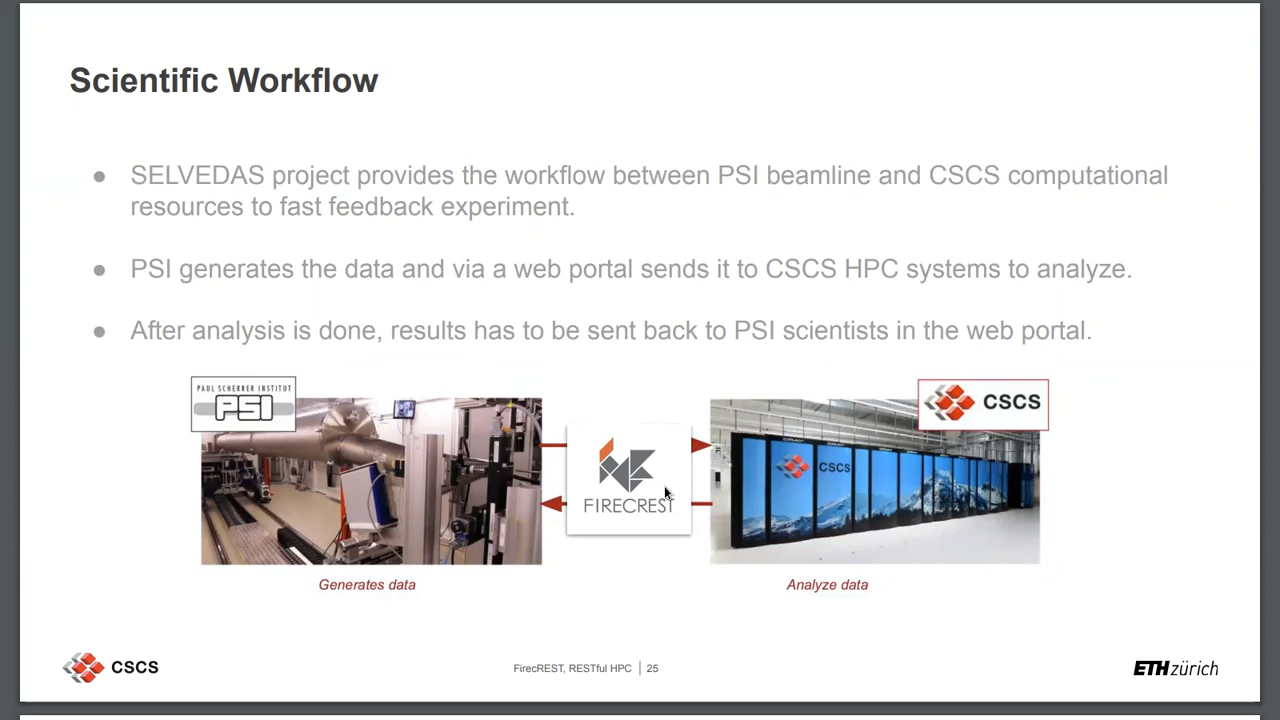 Scientific Workflow
● SELVEDAS project provides the workflow between PSI beamline and CSCS computational
resources to fast feedback experiment.
● PSI generates the data and via a web portal sends it to CSCS HPC systems to analyze.
● After analysis is done, results has to be sent back to PSI scientists in the web portal.
PAUL SCHERRER INSTITUT
PSI
CSCS
CSCS
FIRECREST
Generates data
Analyze data
CSCS
FirecREST, RESTful HPC | 25
ETH zürich